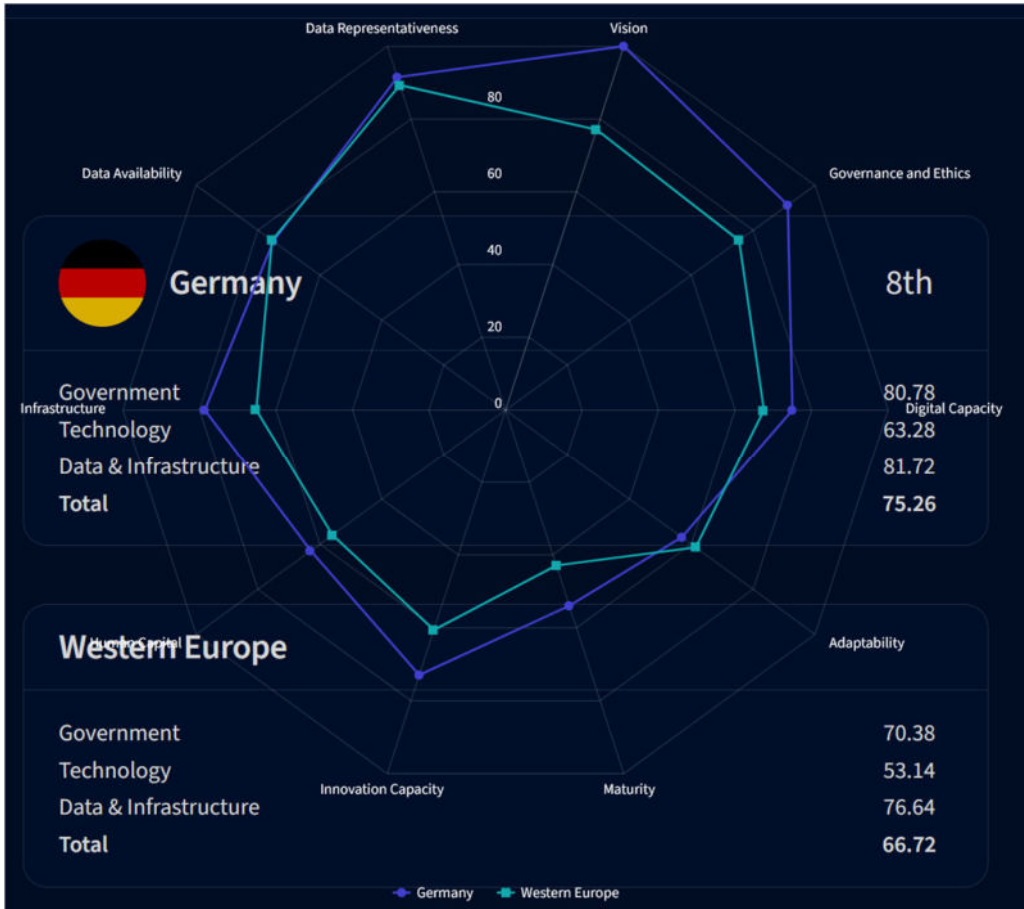 Data Representativeness
Vision
80
Data Availability
Governance and Ethics
60
40
Germany
8th
20
Government 80.78
0
Infrastructure
Digital Capacity
Technology 63.28
Data & Infrastructure 81.72
Total 75.26
Human Capital
Western Europe
Adaptability
Government 70.38
Technology 53.14
Innovation Capacity
Maturity
Data & Infrastructure 76.64
Total 66.72
Germany
Western Europe